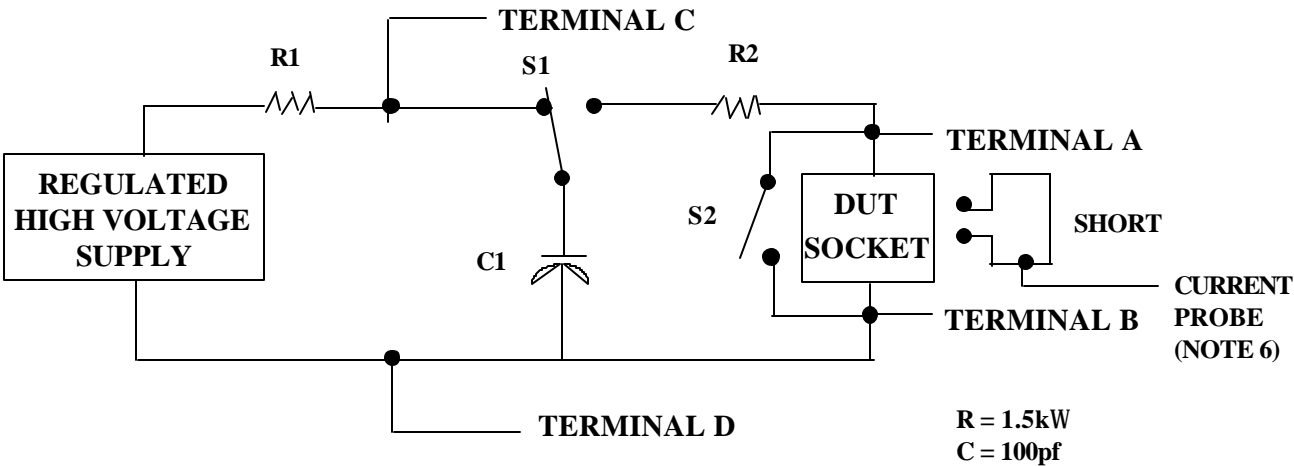 TERMINAL C
R1
S1
R2
TERMINAL A
REGULATED
HIGH VOLTAGE
SUPPLY
S2
DUT
SOCKET
SHORT
C1
TERMINAL B
CURRENT
PROBE
(NOTE 6)
TERMINAL D
R = 1.5kW
C = 100pf